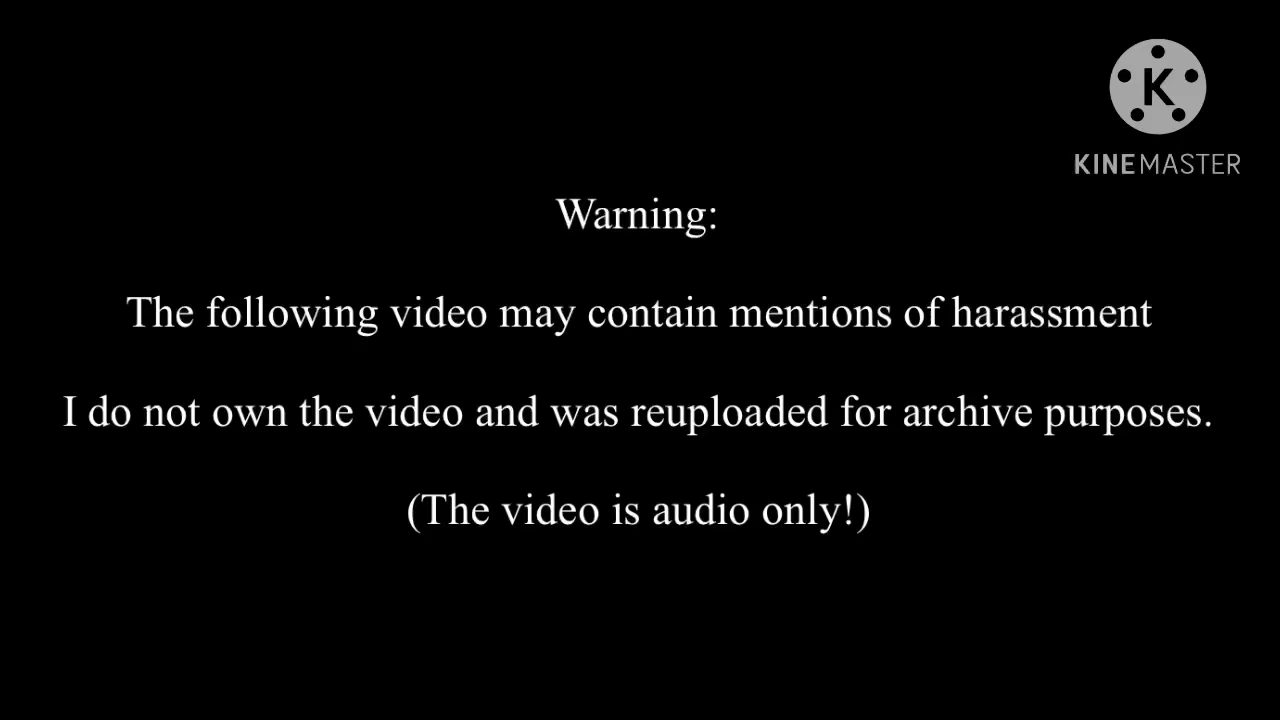 K
KINEMASTER
Warning:
The following video may contain mentions of harassment
I do not own the video and was reuploaded for archive purposes.
(The video is audio only!)